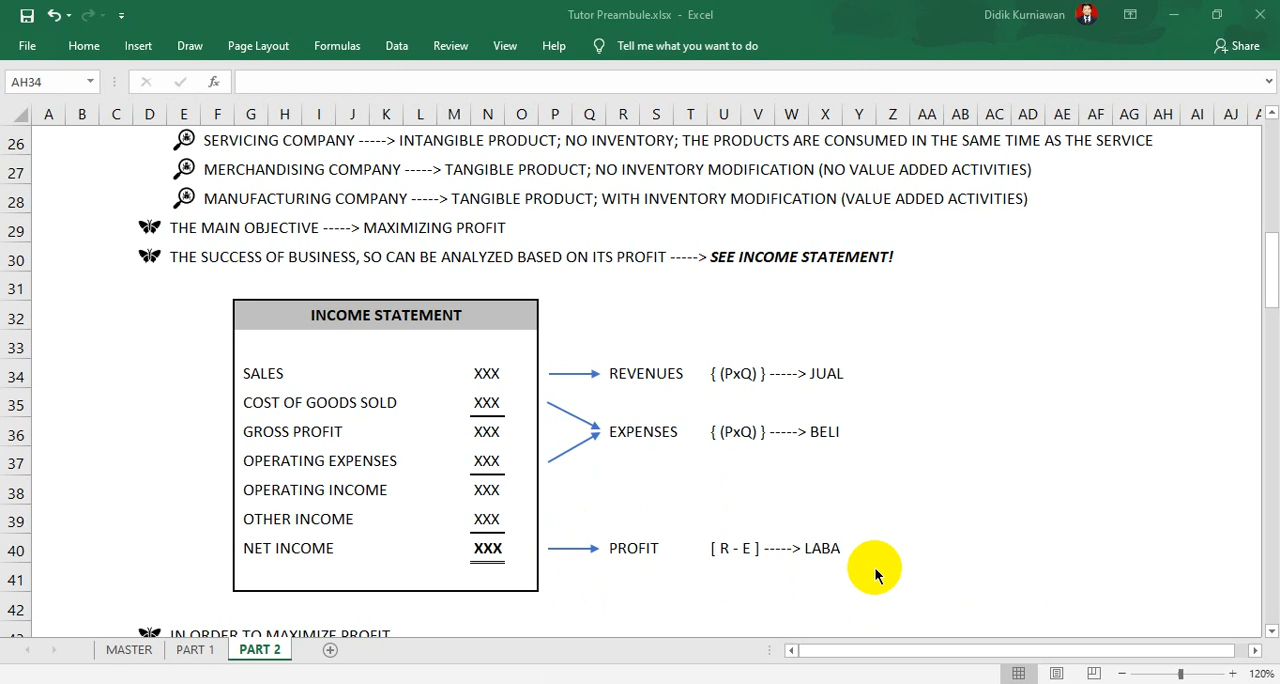 Tutor Preambule.xlsx - Excel
Didik Kurniawan
File Home Insert Draw Page Layout Formulas Data Review View Help Tell me what you want to do Share
AH34 fx
A B C D E F G H I J K L M N O P Q R S T U V W X Y Z AA AB AC AD AE AF AG AH AI AJ
26 SERVICING COMPANY -----> INTANGIBLE PRODUCT; NO INVENTORY; THE PRODUCTS ARE CONSUMED IN THE SAME TIME AS THE SERVICE
27 MERCHANDISING COMPANY -----> TANGIBLE PRODUCT; NO INVENTORY MODIFICATION (NO VALUE ADDED ACTIVITIES)
28 MANUFACTURING COMPANY -----> TANGIBLE PRODUCT; WITH INVENTORY MODIFICATION (VALUE ADDED ACTIVITIES)
29 THE MAIN OBJECTIVE -----> MAXIMIZING PROFIT
30 THE SUCCESS OF BUSINESS, SO CAN BE ANALYZED BASED ON ITS PROFIT -----> SEE INCOME STATEMENT!
31
32 INCOME STATEMENT
33
34 SALES XXX REVENUES { (PxQ) } -----> JUAL
35 COST OF GOODS SOLD XXX
36 GROSS PROFIT XXX EXPENSES { (PxQ) } -----> BELI
37 OPERATING EXPENSES XXX
38 OPERATING INCOME XXX
39 OTHER INCOME XXX
40 NET INCOME XXX PROFIT [ R - E ] -----> LABA
41
42
IN ORDER TO MAXIMIZE PROFIT
MASTER PART 1 PART 2
120%